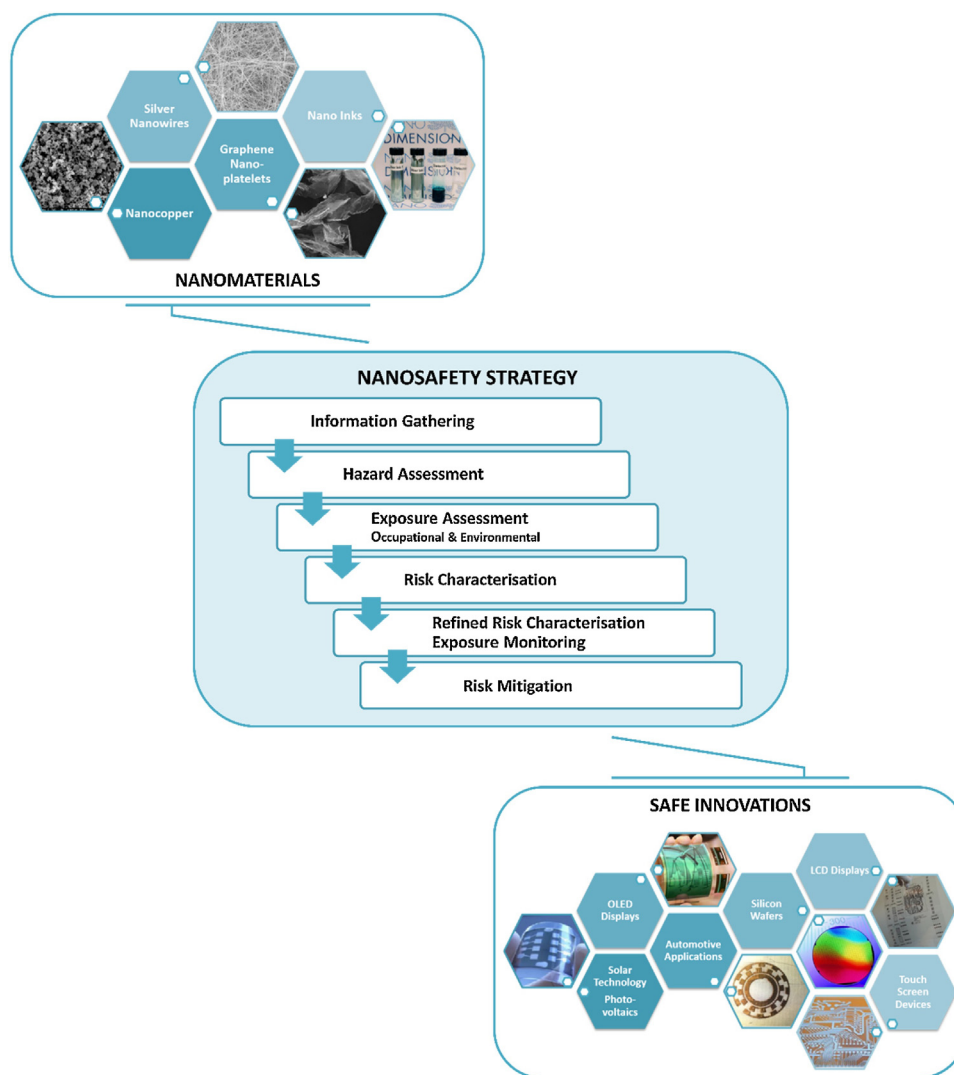 Silver
Nanowires
Nano Inks
Graphene
Nano-
platelets
DIMENSION
Nanocopper
NANOMATERIALS
NANOSAFETY STRATEGY
Information Gathering
Hazard Assessment
Exposure Assessment
Occupational & Environmental
Risk Characterisation
Refined Risk Characterisation
Exposure Monitoring
Risk Mitigation
SAFE INNOVATIONS
LCD Displays
OLED
Displays
Silicon
Wafers
Automotive
Applications
Solar
Technology
Photo-
voltaics
Touch
Screen
Devices